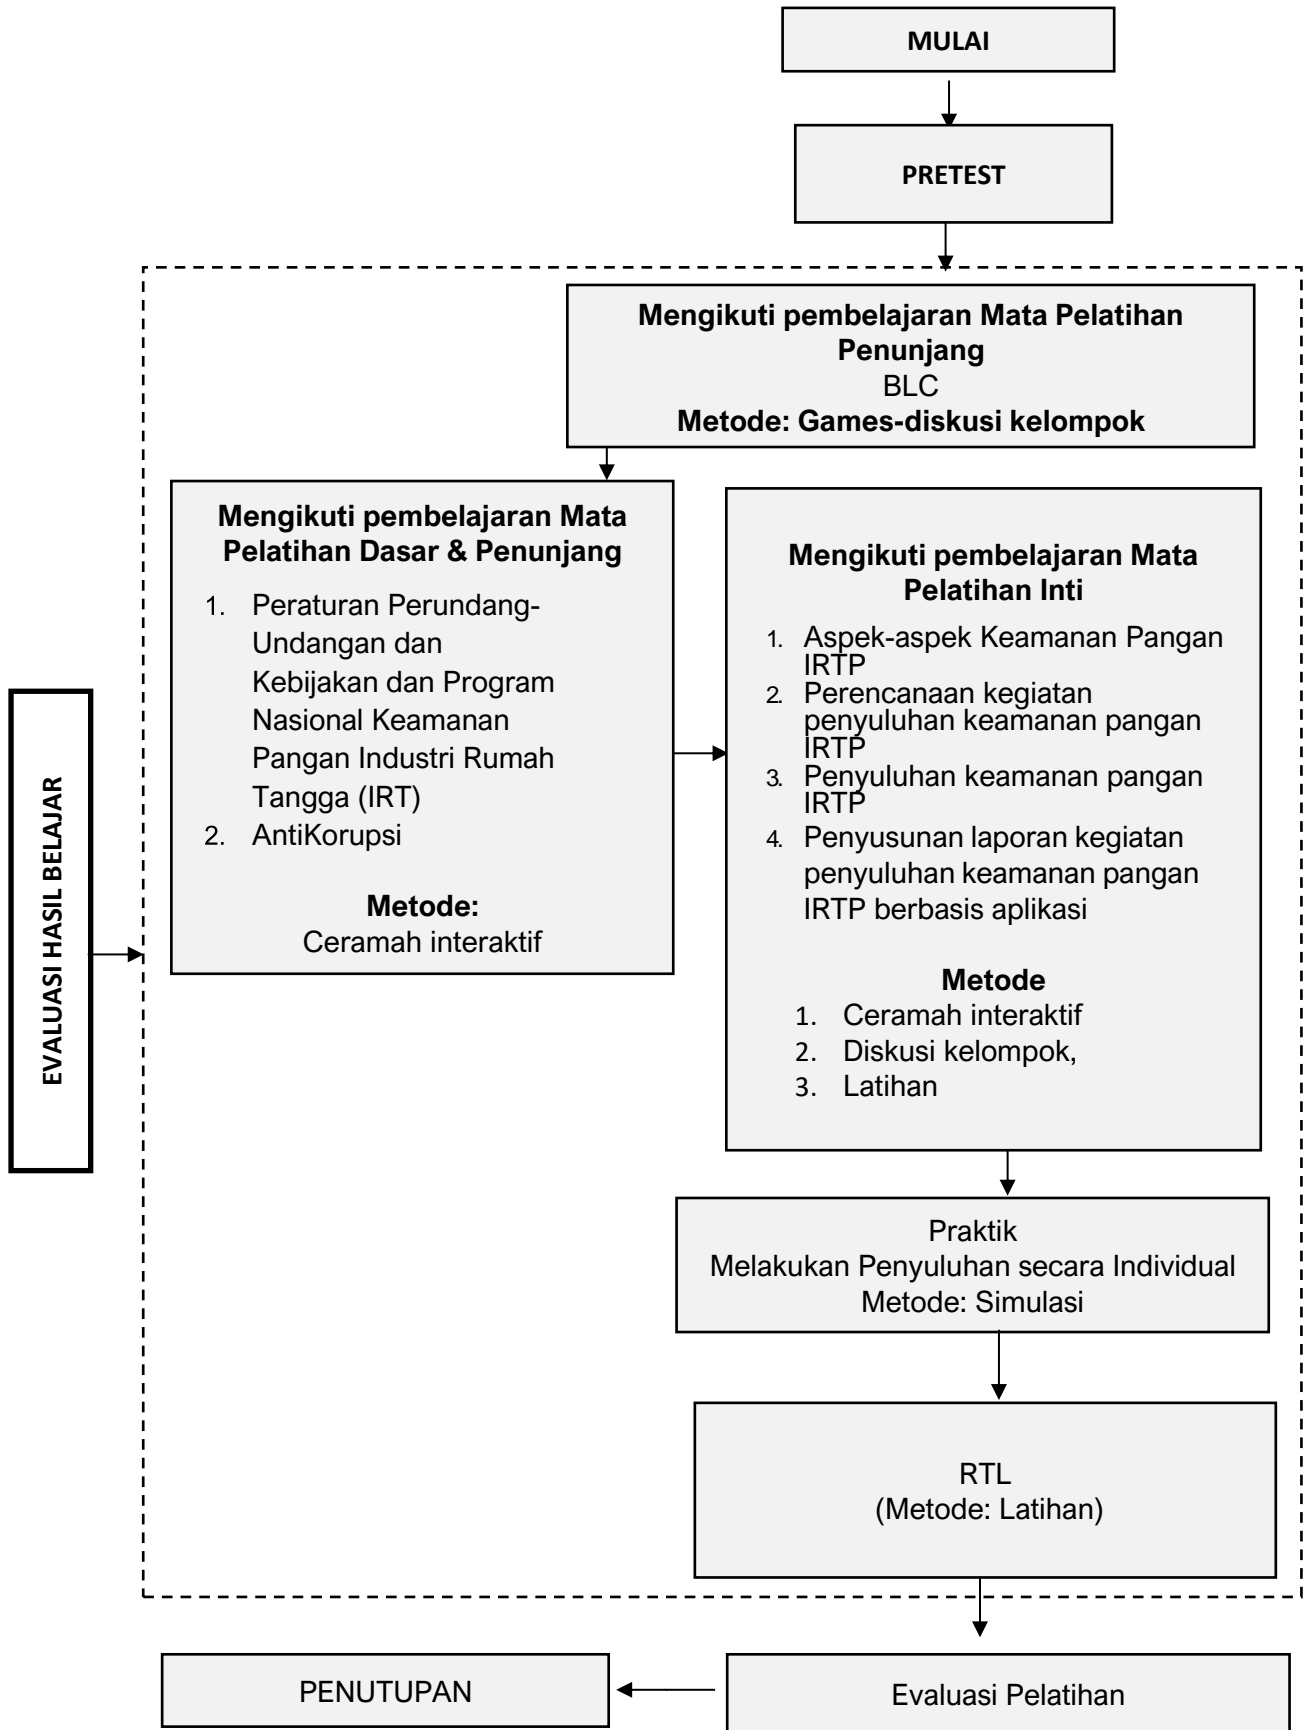 MULAI
PRETEST
Mengikuti pembelajaran Mata Pelatihan
Penunjang
BLC
Metode: Games-diskusi kelompok
Mengikuti pembelajaran Mata
Pelatihan Dasar & Penunjang
1. Peraturan Perundang-
Undangan dan
Kebijakan dan Program
Nasional Keamanan
Pangan Industri Rumah
Tangga (IRT)
2. AntiKorupsi
Metode:
Ceramah interaktif
Mengikuti pembelajaran Mata
Pelatihan Inti
1. Aspek-aspek Keamanan Pangan
IRTP
2. Perencanaan kegiatan
penyuluhan keamanan pangan
IRTP
3. Penyuluhan keamanan pangan
IRTP
4. Penyusunan laporan kegiatan
penyuluhan keamanan pangan
IRTP berbasis aplikasi
Metode
1. Ceramah interaktif
2. Diskusi kelompok,
3. Latihan
EVALUASI HASIL BELAJAR
Praktik
Melakukan Penyuluhan secara Individual
Metode: Simulasi
RTL
(Metode: Latihan)
Evaluasi Pelatihan
PENUTUPAN